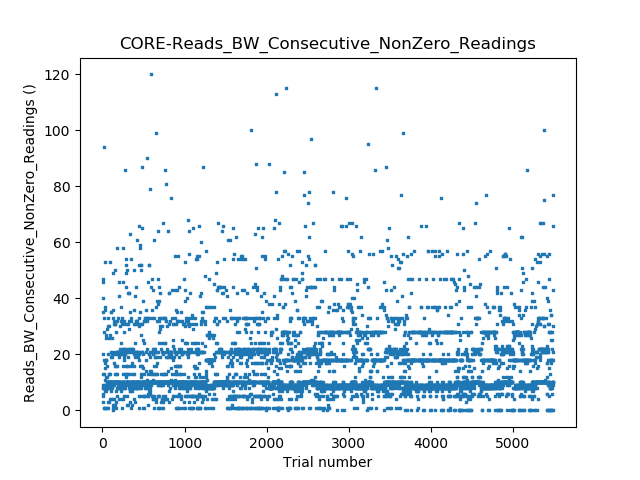 CORE-Reads_BW_Consecutive_NonZero_Readings
Reads_BW_Consecutive_NonZero_Readings ()
120
100
80
60
40
20
0
0 1000 2000 3000 4000 5000
Trial number